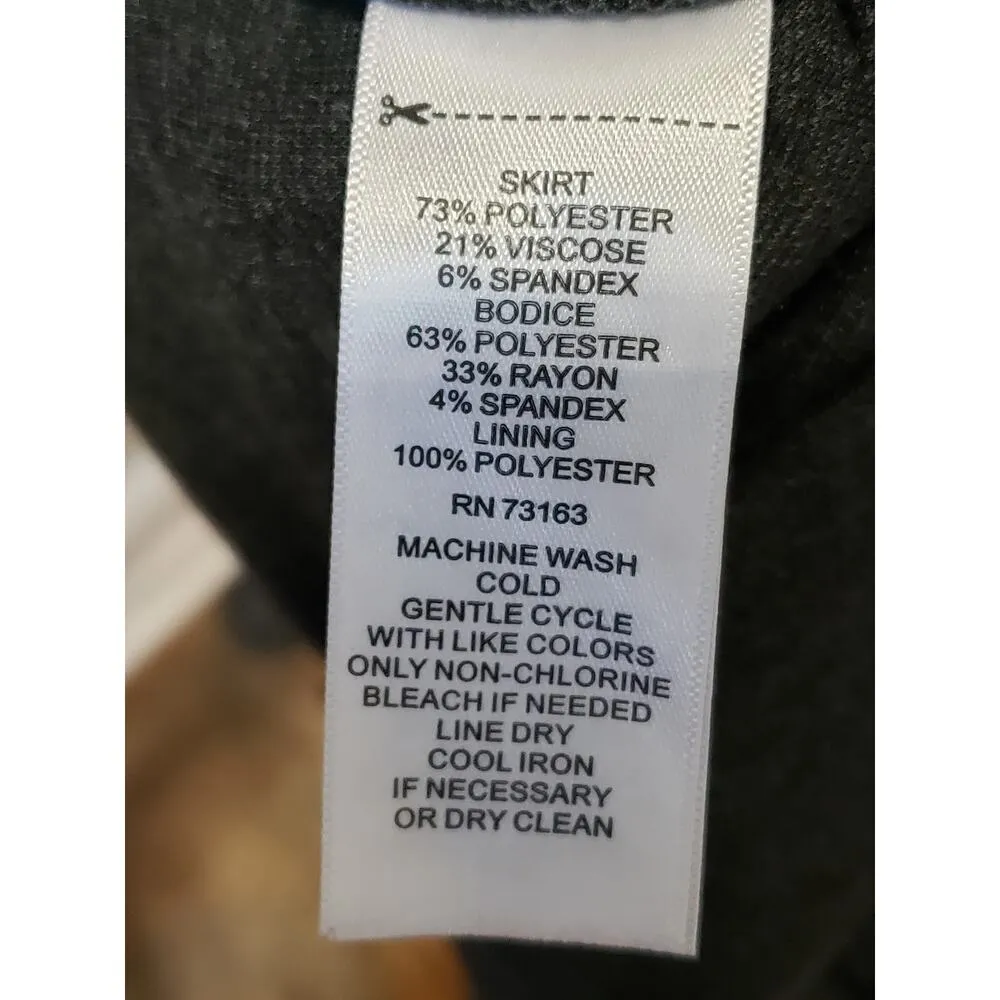 SKIRT
73% POLYESTER
21% VISCOSE
6% SPANDEX
BODICE
63% POLYESTER
33% RAYON
4% SPANDEX
LINING
100% POLYESTER
RN 73163
MACHINE WASH
COLD
GENTLE CYCLE
WITH LIKE COLORS
ONLY NON-CHLORINE
BLEACH IF NEEDED
LINE DRY
COOL IRON
IF NECESSARY
OR DRY CLEAN